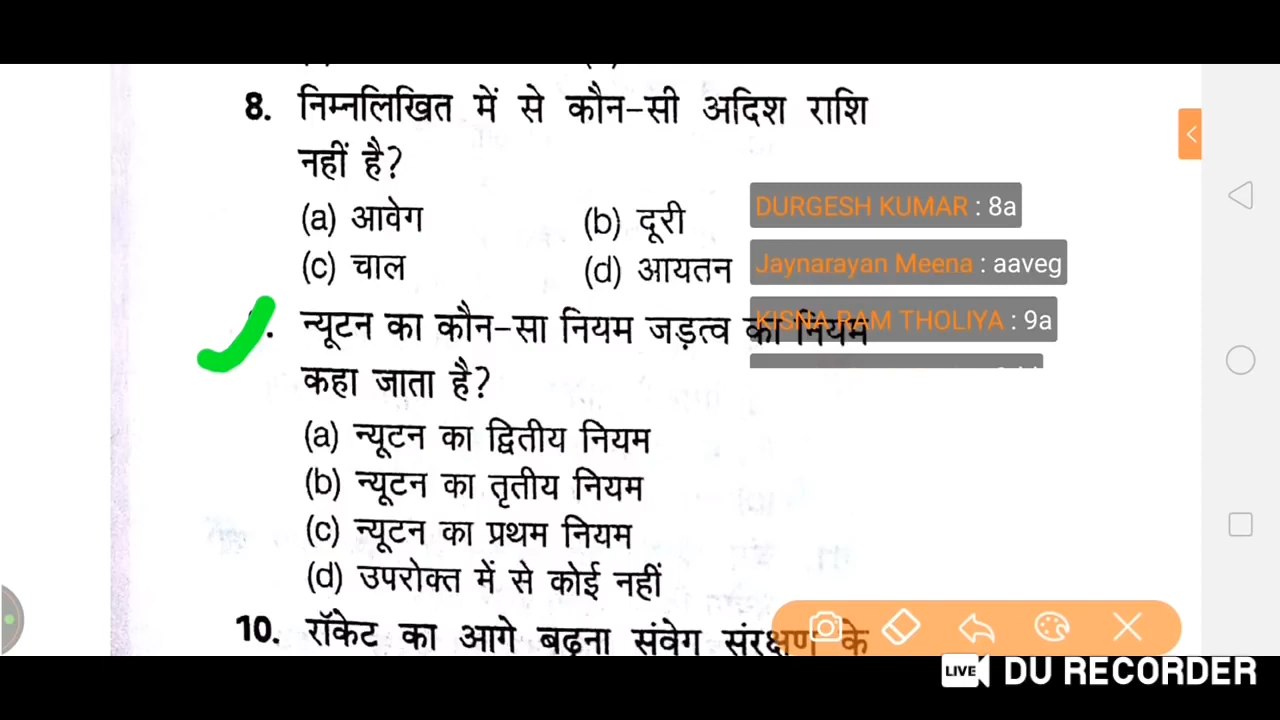 8. निम्नलिखित में से कौन-सी अदिश राशि
नहीं है?
(a) आवेग (b) दूरी
(c) चाल (d) आयतन
DURGESH KUMAR : 8a
Jaynarayan Meena : aaveg
KISNA RAM THOLIYA : 9a
न्यूटन का कौन-सा नियम जड़त्व का नियम
कहा जाता है?
(a) न्यूटन का द्वितीय नियम
(b) न्यूटन का तृतीय नियम
(c) न्यूटन का प्रथम नियम
(d) उपरोक्त में से कोई नहीं
10. रॉकेट का आगे बढ़ना संवेग संरक्षण के
LIVE DU RECORDER